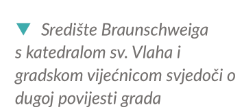 ▼ Središte Braunschweiga
s katedralom sv. Vlaha i
gradskom vijećnicom svjedoči o
dugoj povijesti grada